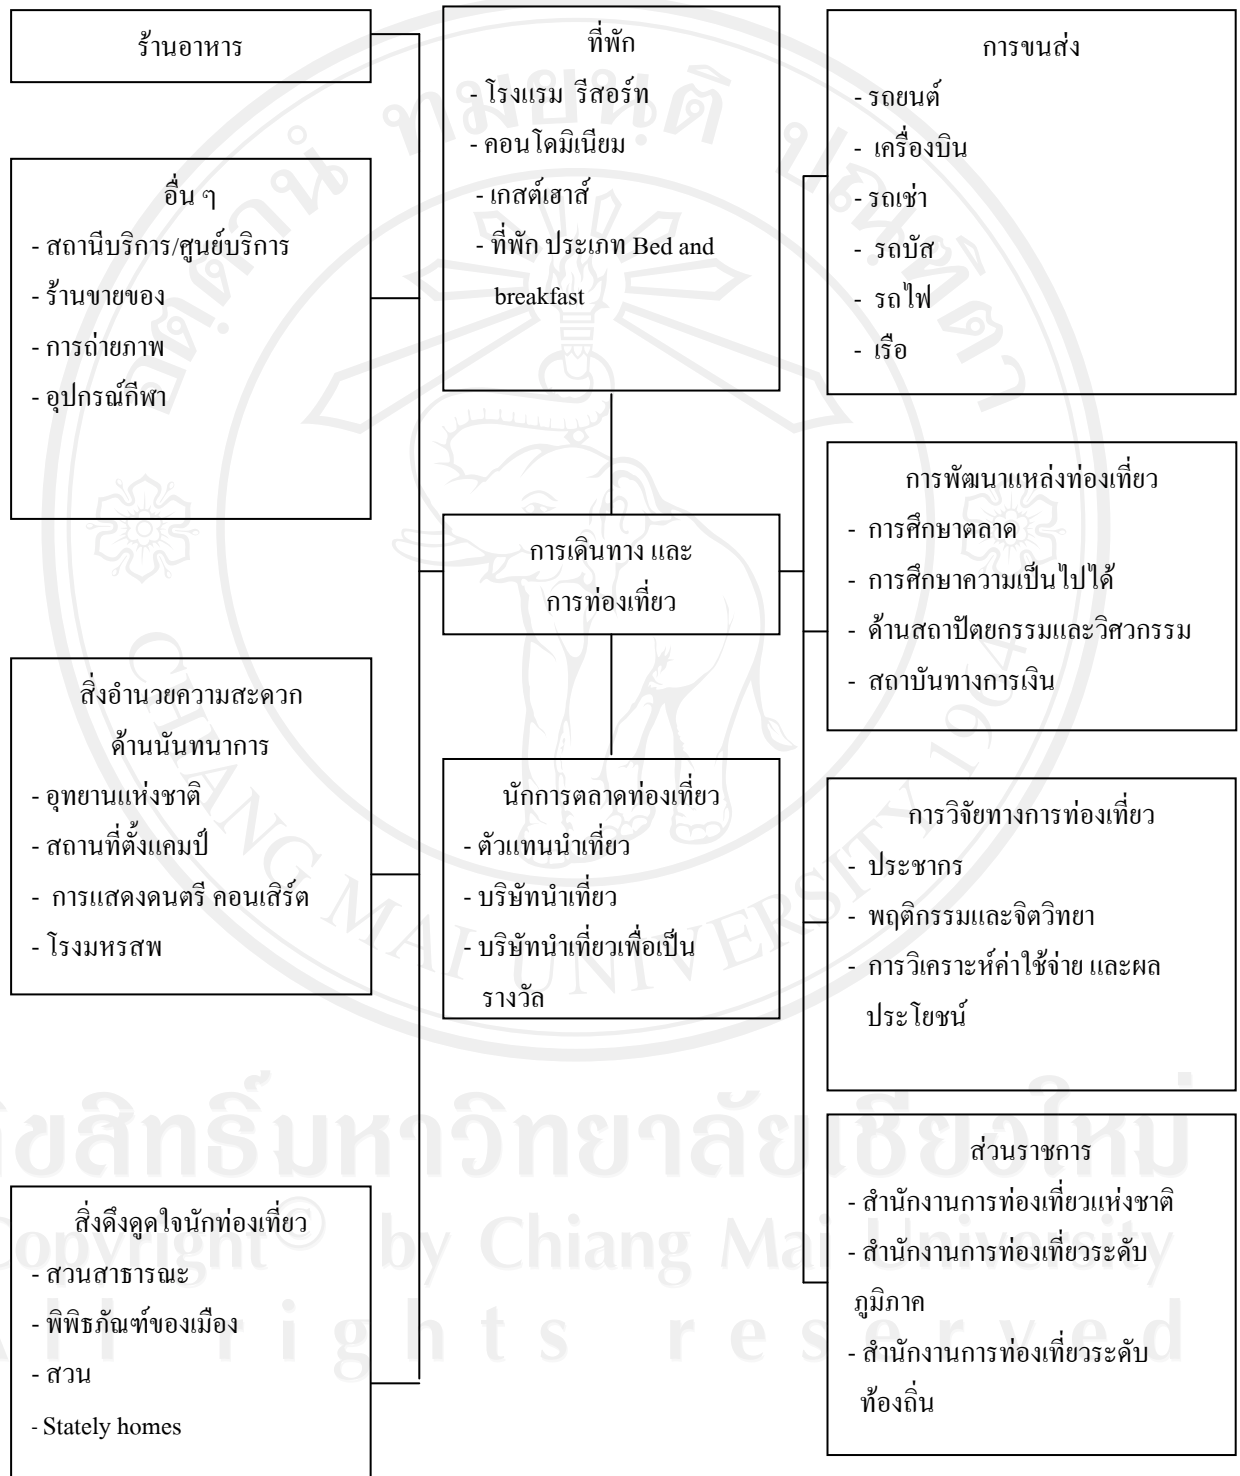 ร้านอาหาร
อื่น ๆ
- สถานีบริการ/ศูนย์บริการ
- ร้านขายของ
- การถ่ายภาพ
- อุปกรณ์กีฬา
สิ่งอำนวยความสะดวก
ด้านนันทนาการ
- อุทยานแห่งชาติ
- สถานที่ตั้งแคมป์
- การแสดงดนตรี คอนเสิร์ต
- โรงมหรสพ
สิ่งดึงดูดใจนักท่องเที่ยว
- สวนสาธารณะ
- พิพิธภัณฑ์ของเมือง
- สวน
- Stately homes
ที่พัก
- โรงแรม รีสอร์ท
- คอนโดมิเนียม
- เกสต์เฮาส์
- ที่พัก ประเภท Bed and
breakfast
การเดินทาง และ
การท่องเที่ยว
นักการตลาดท่องเที่ยว
- ตัวแทนนำเที่ยว
- บริษัทนำเที่ยว
- บริษัทนำเที่ยวเพื่อเป็น
รางวัล
การขนส่ง
- รถยนต์
- เครื่องบิน
- รถเช่า
- รถบัส
- รถไฟ
- เรือ
การพัฒนาแหล่งท่องเที่ยว
- การศึกษาตลาด
- การศึกษาความเป็นไปได้
- ด้านสถาปัตยกรรมและวิศวกรรม
- สถาบันทางการเงิน
การวิจัยทางการท่องเที่ยว
- ประชากร
- พฤติกรรมและจิตวิทยา
- การวิเคราะห์ค่าใช้จ่าย และผล
ประโยชน์
ส่วนราชการ
- สำนักงานการท่องเที่ยวแห่งชาติ
- สำนักงานการท่องเที่ยวระดับ
ภูมิภาค
- สำนักงานการท่องเที่ยวระดับ
ท้องถิ่น
อตฺตานํ ทมยนฺติ ปณฺฑิตา
CHIANG MAI UNIVERSITY 1964
ลิขสิทธิ์มหาวิทยาลัยเชียงใหม่
Copyright© by Chiang Mai University
All rights reserved